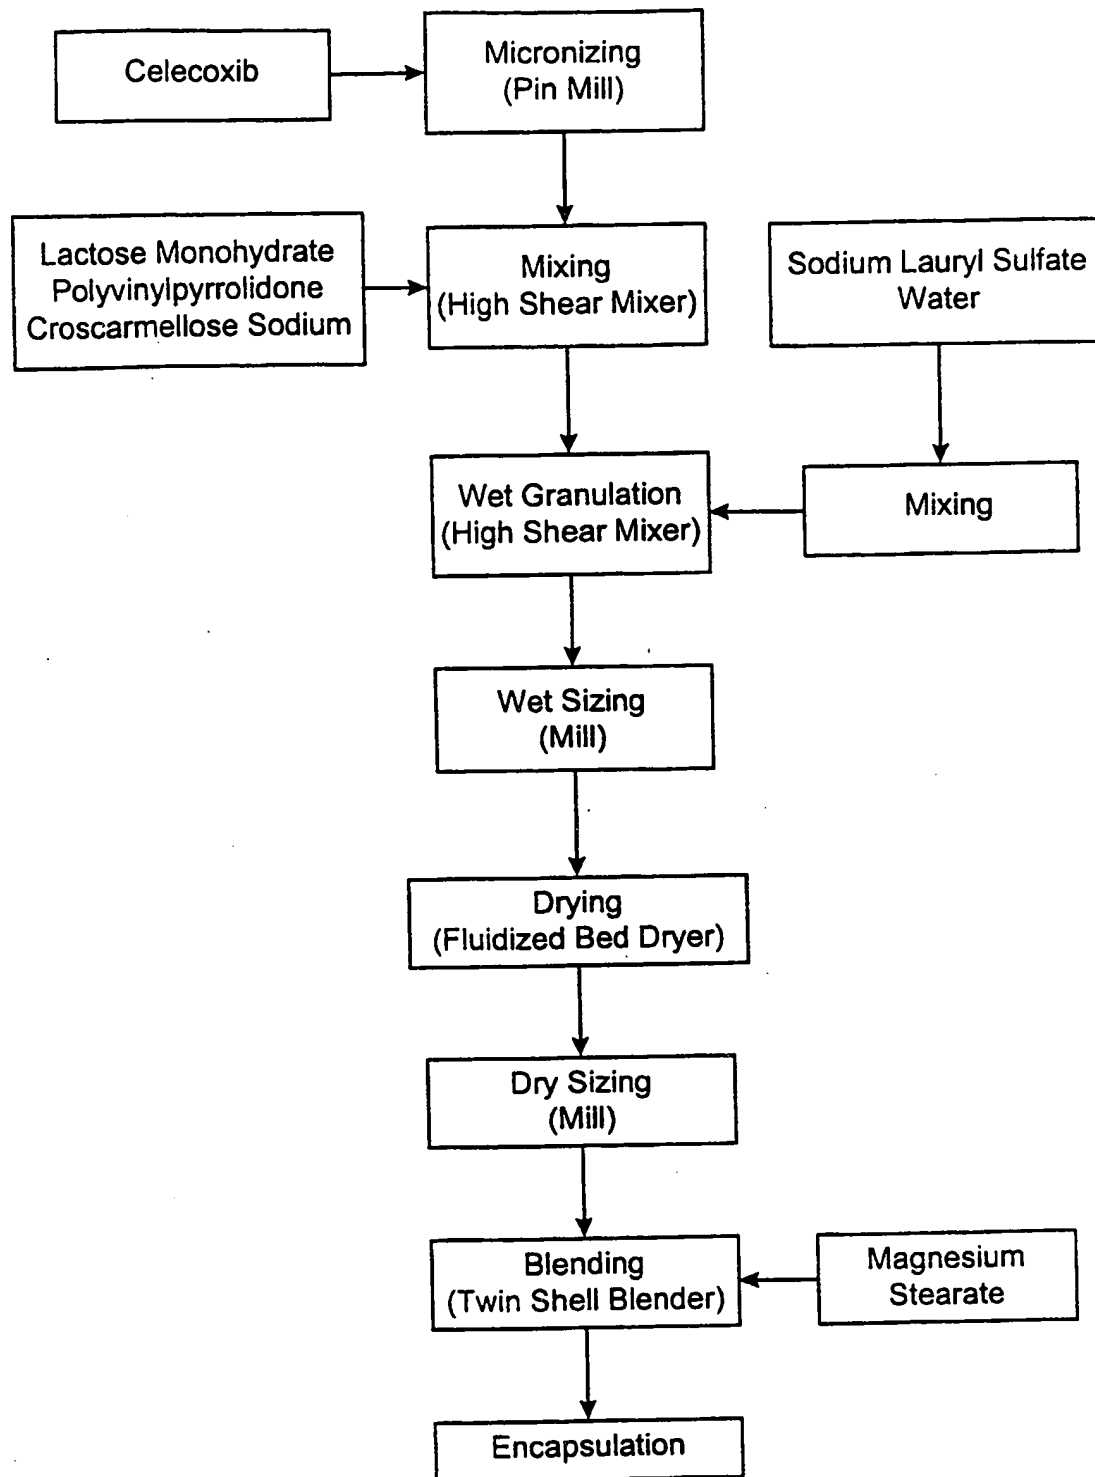 Celecoxib
Micronizing
(Pin Mill)
Lactose Monohydrate
Polyvinylpyrrolidone
Croscarmellose Sodium
Mixing
(High Shear Mixer)
Sodium Lauryl Sulfate
Water
Wet Granulation
(High Shear Mixer)
Mixing
Wet Sizing
(Mill)
Drying
(Fluidized Bed Dryer)
Dry Sizing
(Mill)
Blending
(Twin Shell Blender)
Magnesium
Stearate
Encapsulation